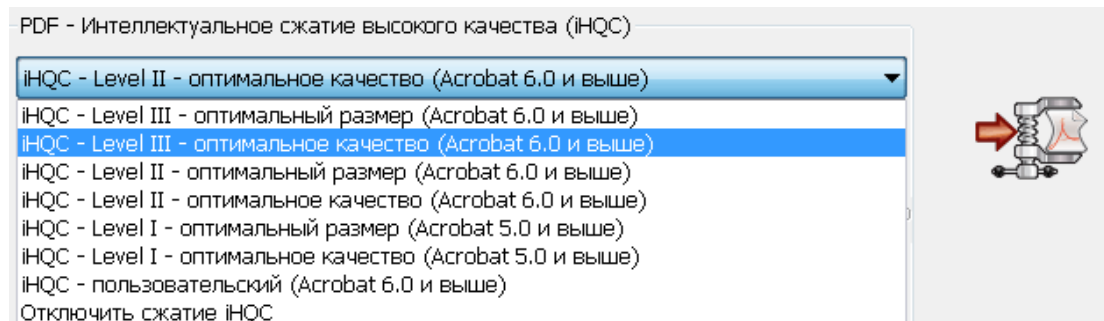 PDF - Интеллектуальное сжатие высокого качества (iHQC)
iHQC - Level II - оптимальное качество (Acrobat 6.0 и выше)
iHQC - Level III - оптимальный размер (Acrobat 6.0 и выше)
iHQC - Level III - оптимальное качество (Acrobat 6.0 и выше)
iHQC - Level II - оптимальный размер (Acrobat 6.0 и выше)
iHQC - Level II - оптимальное качество (Acrobat 6.0 и выше)
iHQC - Level I - оптимальный размер (Acrobat 5.0 и выше)
iHQC - Level I - оптимальное качество (Acrobat 5.0 и выше)
iHQC - пользовательский (Acrobat 6.0 и выше)
Отключить сжатие iHQC